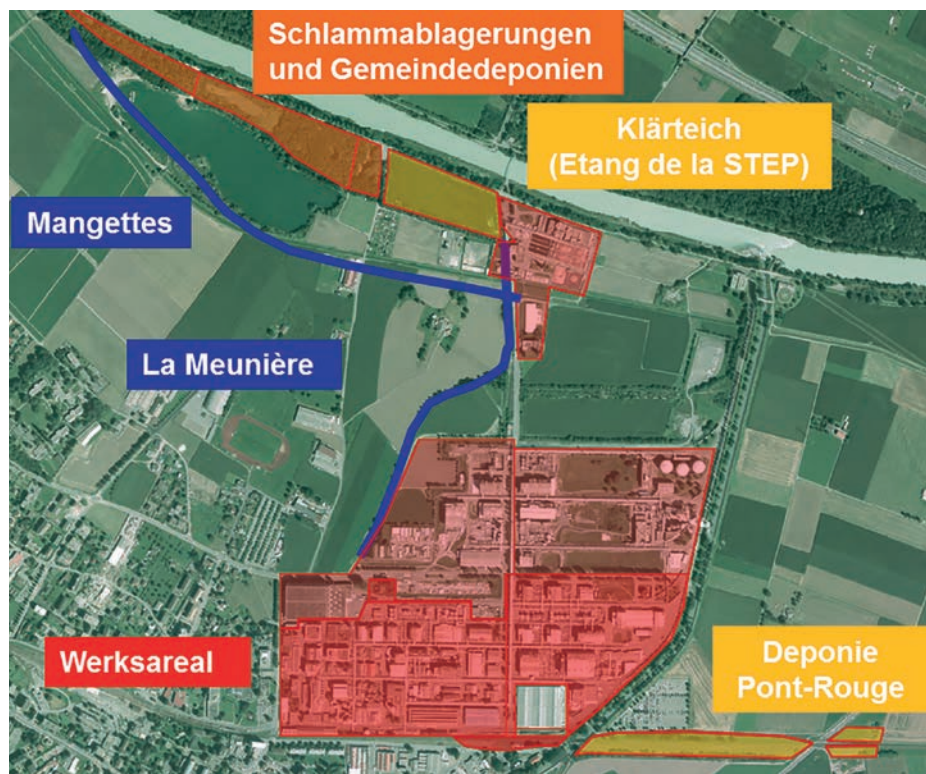 Schlammablagerungen
und Gemeindedeponien
Klärteich
(Etang de la STEP)
Mangettes
La Meunière
Werksareal
Deponie
Pont-Rouge